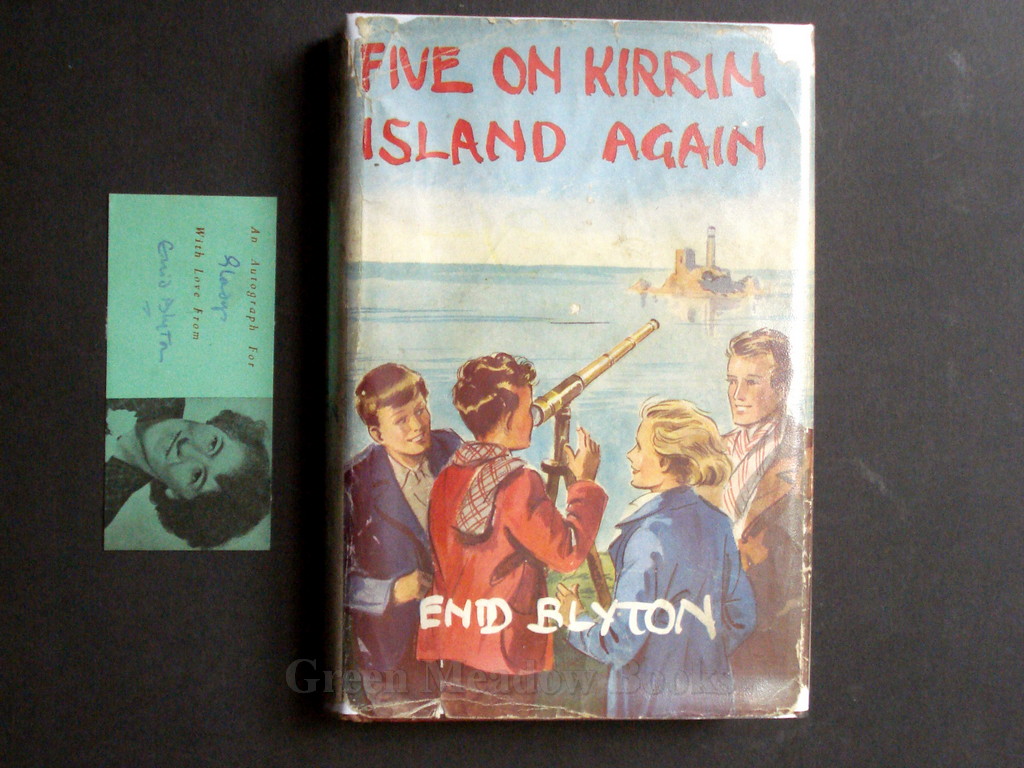 FIVE ON KIRRIN
ISLAND AGAIN
ENID BLYTON
An Autograph For
Gladys
With Love From
Enid Blyton
Green Meadow Books